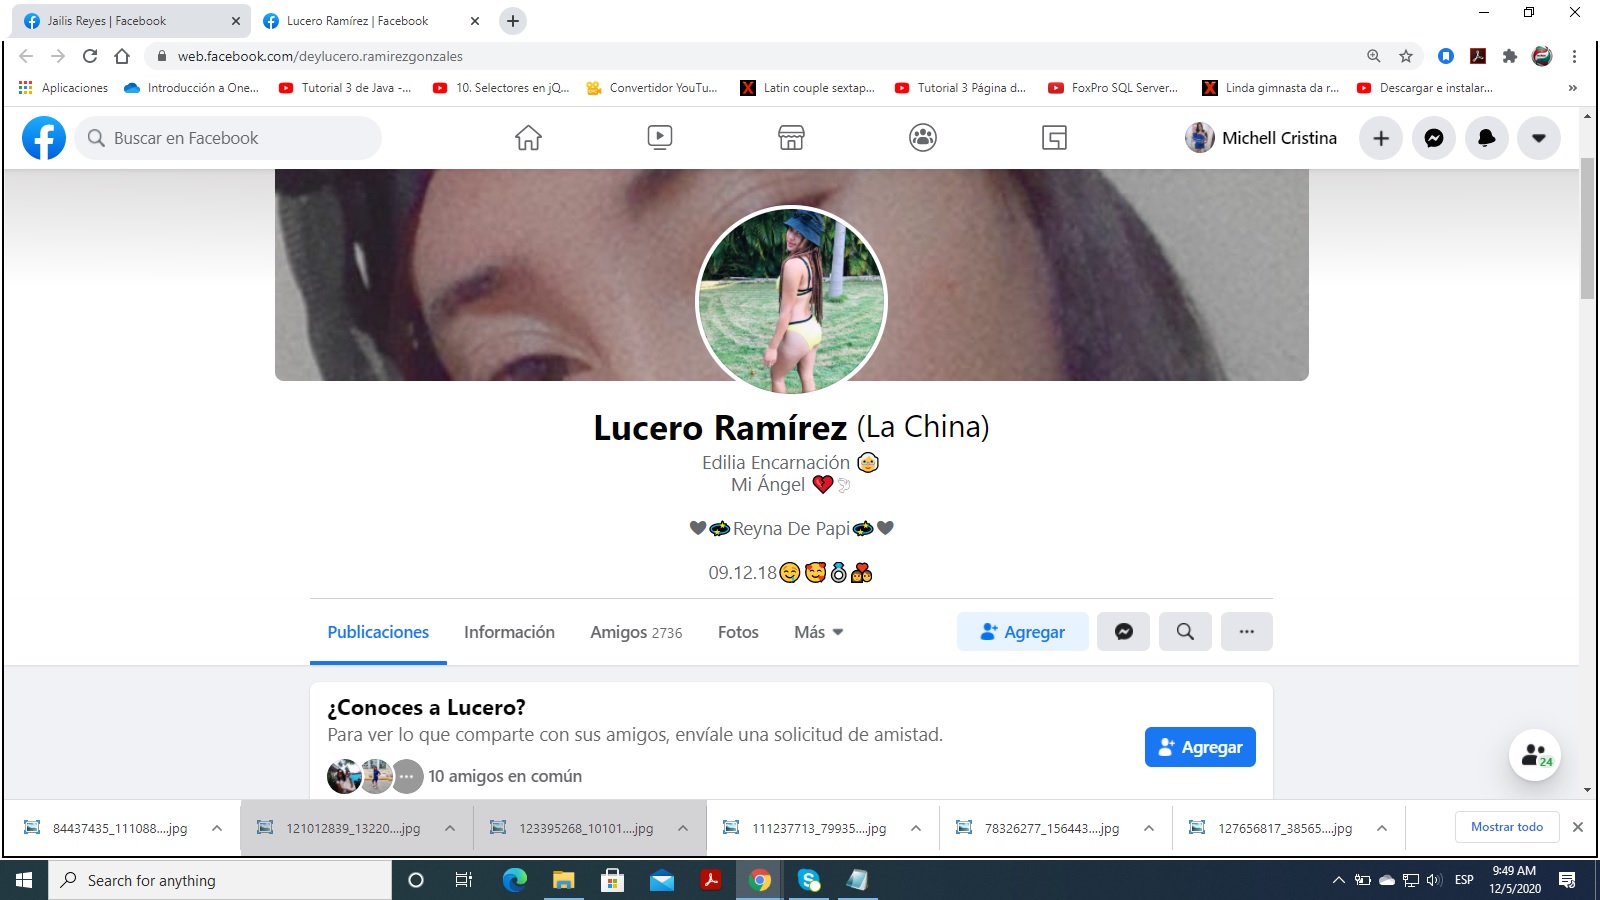 Jailis Reyes | Facebook
Lucero Ramírez | Facebook
web.facebook.com/deylucero.ramirezgonzales
Aplicaciones
Introducción a One...
Tutorial 3 de Java -...
10. Selectores en jQ...
Convertidor YouTu...
Latin couple sextap...
Tutorial 3 Página d...
FoxPro SQL Server...
Linda gimnasta da r...
Descargar e instalar...
»
Buscar en Facebook
Michell Cristina
Lucero Ramírez (La China)
Edilia Encarnación 👵
Mi Ángel 💔🕊
🖤💫Reyna De Papi💫🖤
09.12.18🤤🥰💍💑
Publicaciones
Información
Amigos 2736
Fotos
Más
Agregar
¿Conoces a Lucero?
Para ver lo que comparte con sus amigos, envíale una solicitud de amistad.
Agregar
10 amigos en común
24
84437435_111088....jpg
121012839_13220....jpg
123395268_10101....jpg
111237713_79935....jpg
78326277_156443....jpg
127656817_38565....jpg
Mostrar todo
Search for anything
ESP
9:49 AM
12/5/2020